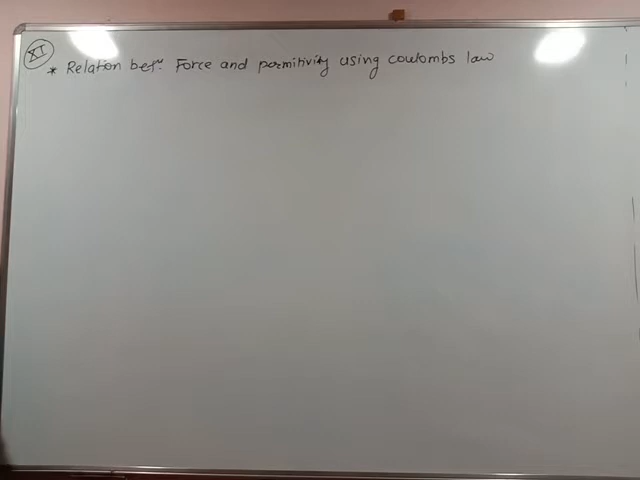 XI
* Relation betⁿ. Force and permitivity using coulombs law